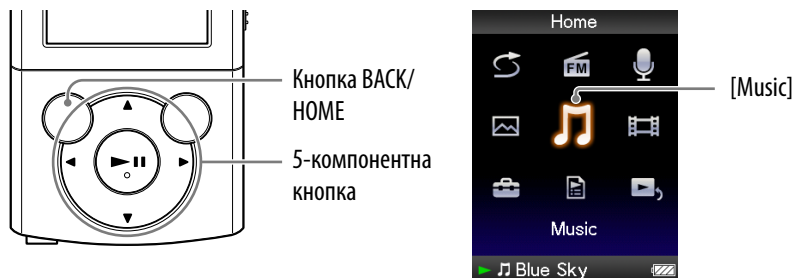 Кнопка BACK/
HOME
5-компонентна
кнопка
Home
FM
[Music]
Music
Blue Sky